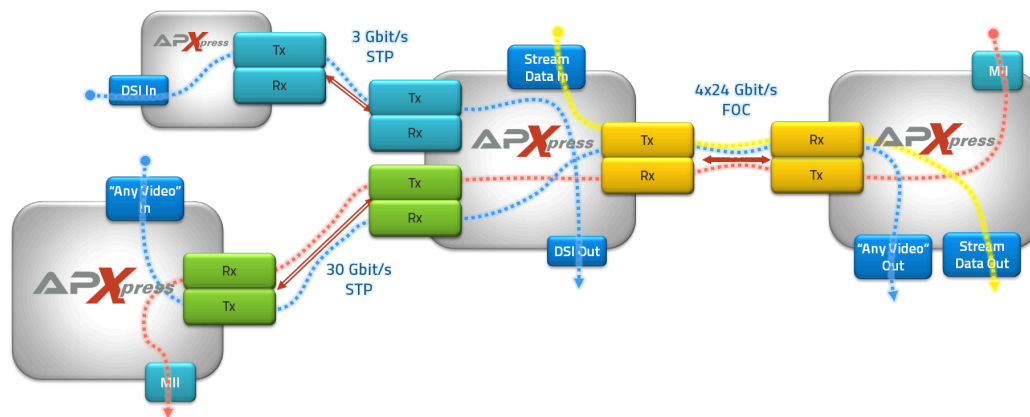 APXpress
Tx
Rx
DSI In
3 Gbit/s
STP
Tx
Rx
Stream
Data In
APXpress
4x24 Gbit/s
FOC
Tx
Rx
Rx
Tx
MII
APXpress
"Any Video"
In
Tx
Rx
APXpress
Rx
Tx
30 Gbit/s
STP
DSI Out
"Any Video"
Out
Stream
Data Out
MII